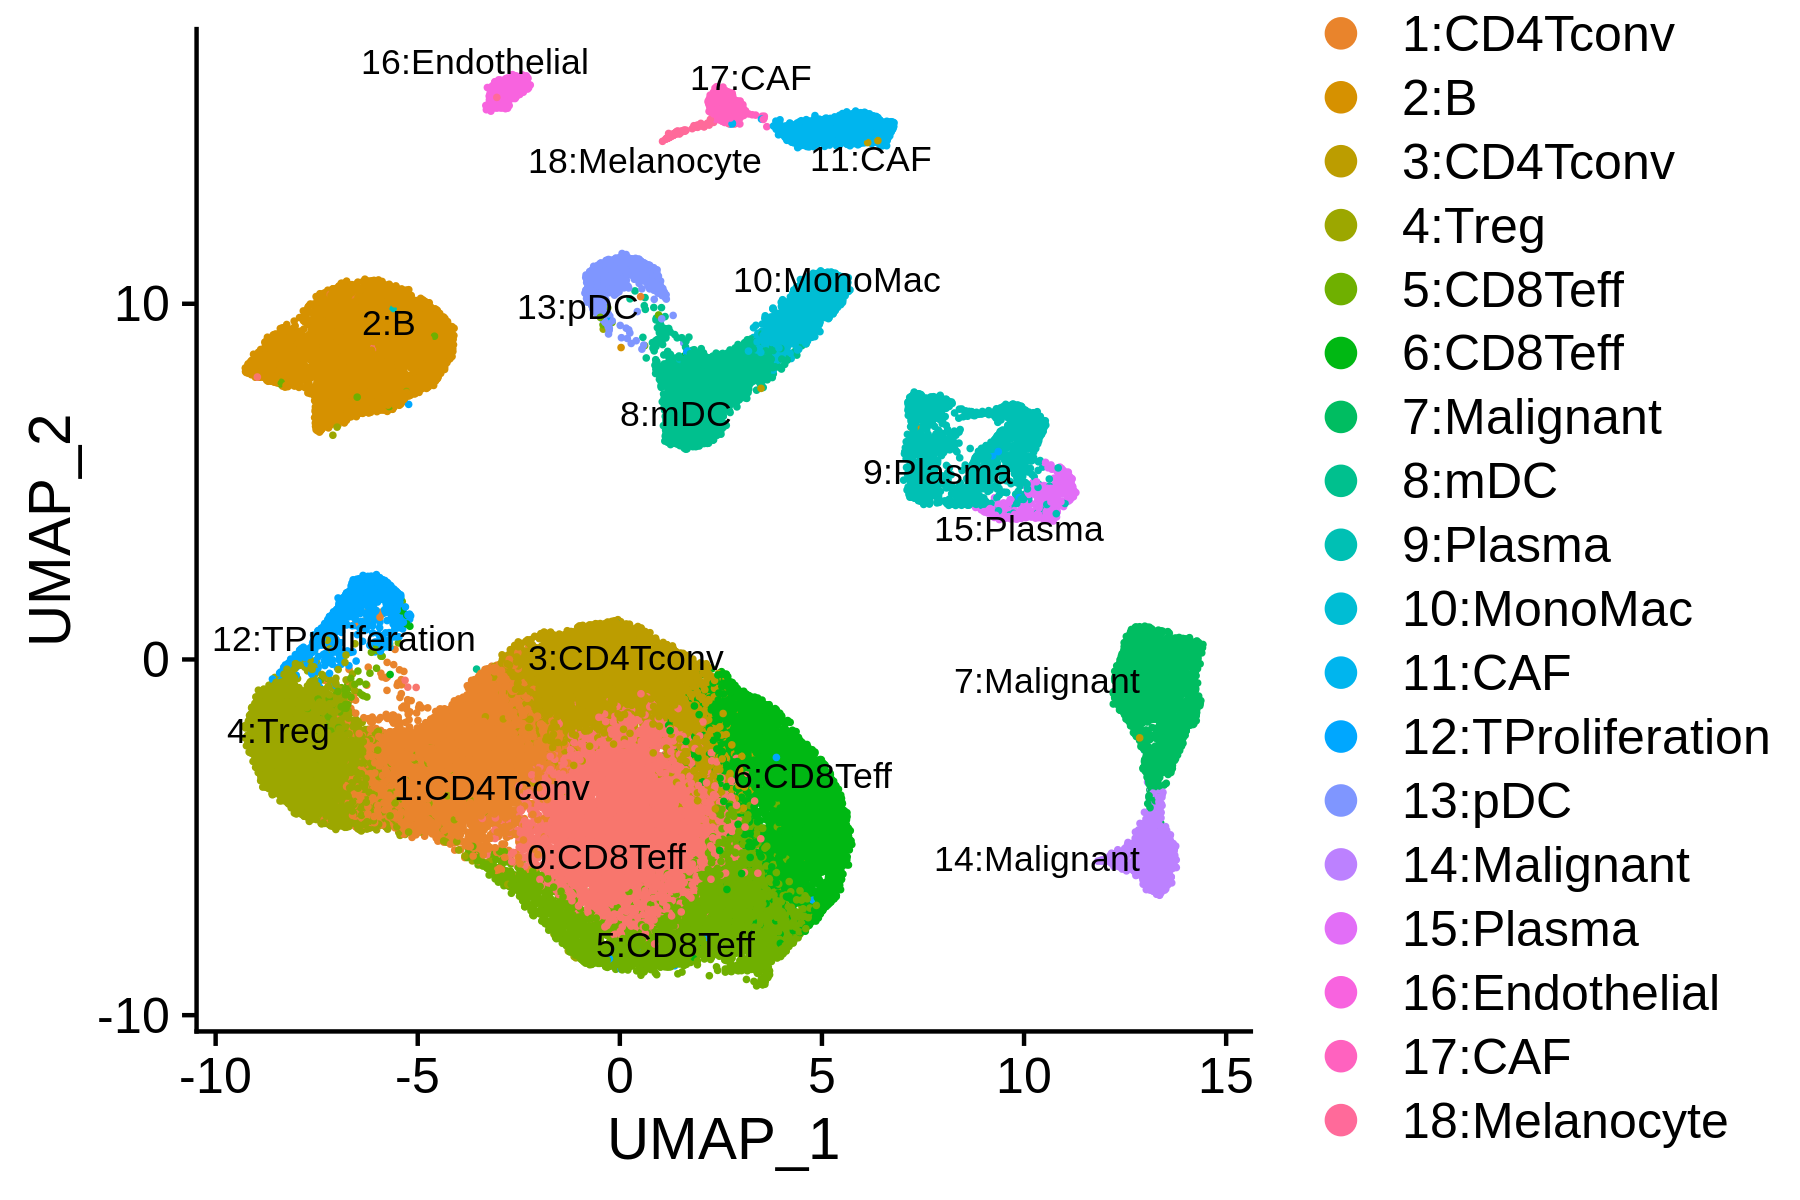 16:Endothelial
17:CAF
18:Melanocyte
11:CAF
10:MonoMac
13:pDC
2:B
8:mDC
9:Plasma
15:Plasma
12:TProliferation
3:CD4Tconv
7:Malignant
4:Treg
6:CD8Teff
1:CD4Tconv
0:CD8Teff
14:Malignant
5:CD8Teff
10
0
-10
UMAP_2
-10 -5 0 5 10 15
UMAP_1
1:CD4Tconv
2:B
3:CD4Tconv
4:Treg
5:CD8Teff
6:CD8Teff
7:Malignant
8:mDC
9:Plasma
10:MonoMac
11:CAF
12:TProliferation
13:pDC
14:Malignant
15:Plasma
16:Endothelial
17:CAF
18:Melanocyte